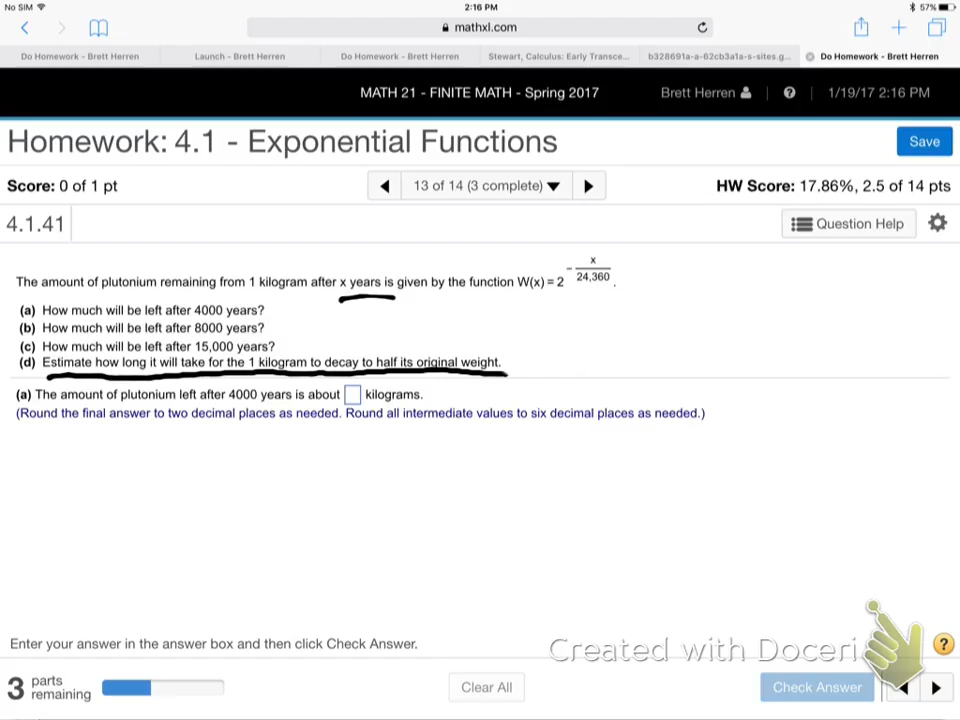 No SIM 2:16 PM 57%
mathxl.com
Do Homework - Brett Herren Launch - Brett Herren Do Homework - Brett Herren Stewart, Calculus: Early Transce... b328691a-a-62cb3a1a-s-sites.g... Do Homework - Brett Herren
MATH 21 - FINITE MATH - Spring 2017 Brett Herren ? 1/19/17 2:16 PM
Homework: 4.1 - Exponential Functions Save
Score: 0 of 1 pt 13 of 14 (3 complete) HW Score: 17.86%, 2.5 of 14 pts
4.1.41 Question Help
The amount of plutonium remaining from 1 kilogram after x years is given by the function W(x) = 2^(-x/24,360).
(a) How much will be left after 4000 years?
(b) How much will be left after 8000 years?
(c) How much will be left after 15,000 years?
(d) Estimate how long it will take for the 1 kilogram to decay to half its original weight.
(a) The amount of plutonium left after 4000 years is about kilograms.
(Round the final answer to two decimal places as needed. Round all intermediate values to six decimal places as needed.)
Enter your answer in the answer box and then click Check Answer.
Created with Doceri ?
3 parts remaining Clear All Check Answer